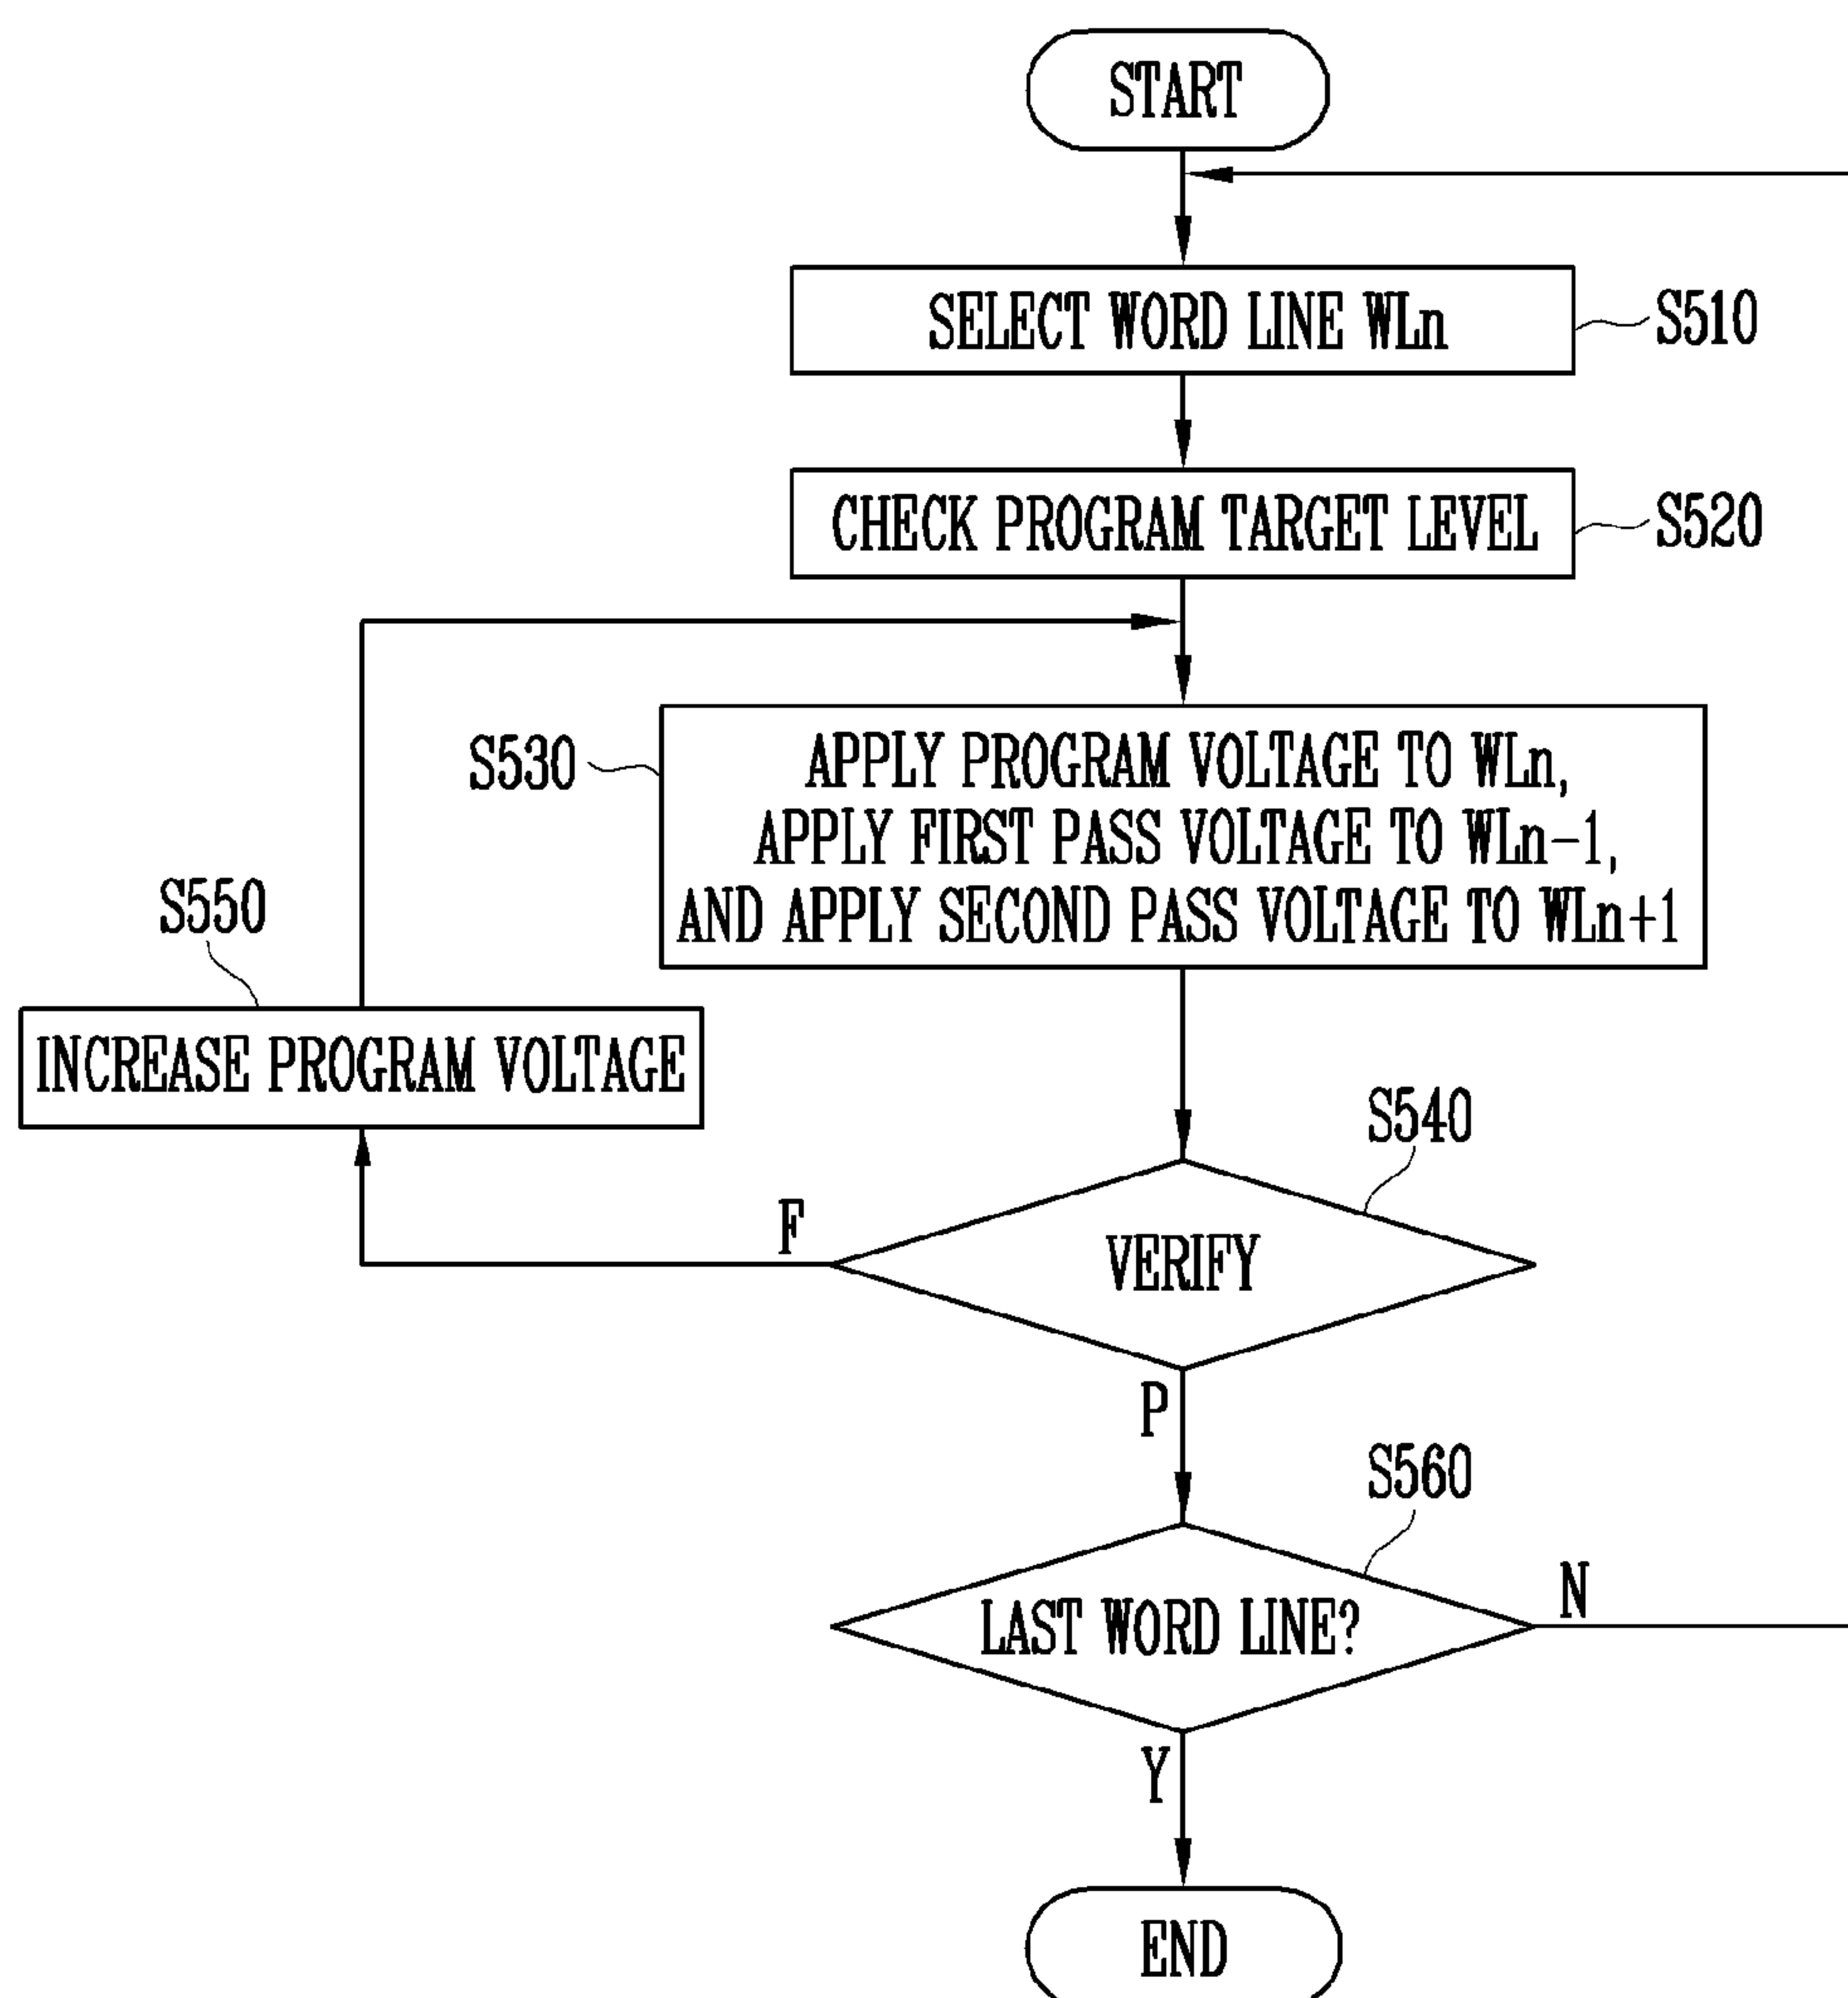 START
SELECT WORD LINE WLn
S510
CHECK PROGRAM TARGET LEVEL
S520
S530
APPLY PROGRAM VOLTAGE TO WLn,
APPLY FIRST PASS VOLTAGE TO WLn-1,
AND APPLY SECOND PASS VOLTAGE TO WLn+1
S550
INCREASE PROGRAM VOLTAGE
S540
F
VERIFY
P
S560
LAST WORD LINE?
N
Y
END